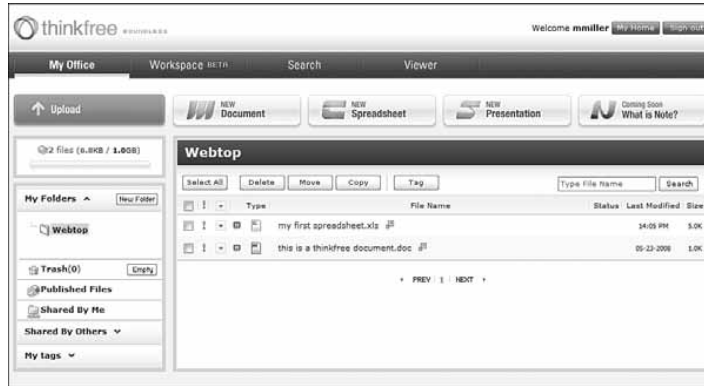 thinkfree
Welcome mmiller My Home Sign out
My Office Workspace BETA Search Viewer
Upload
NEW Document
NEW Spreadsheet
NEW Presentation
Coming Soon What is Note?
2 files (6.8KB / 1.0GB)
Webtop
Select All Delete Move Copy Tag Type File Name Search
My Folders New Folder
! Type File Name Status Last Modified Size
! my first spreadsheet.xls 14:05 PM 5.0K
Webtop
! this is a thinkfree document.doc 05-23-2008 1.0K
Trash(0) Empty
PREV 1 NEXT
Published Files
Shared By Me
Shared By Others
My tags